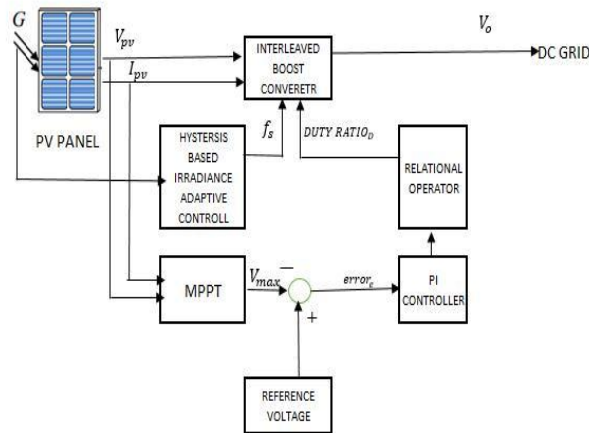 G
V_pv
I_pv
PV PANEL
INTERLEAVED
BOOST
CONVERETR
V_o
DC GRID
HYSTERSIS
BASED
IRRADIANCE
ADAPTIVE
CONTROLL
f_s
DUTY RATIO_D
RELATIONAL
OPERATOR
MPPT
V_max
−
+
error_e
PI
CONTROLLER
REFERENCE
VOLTAGE